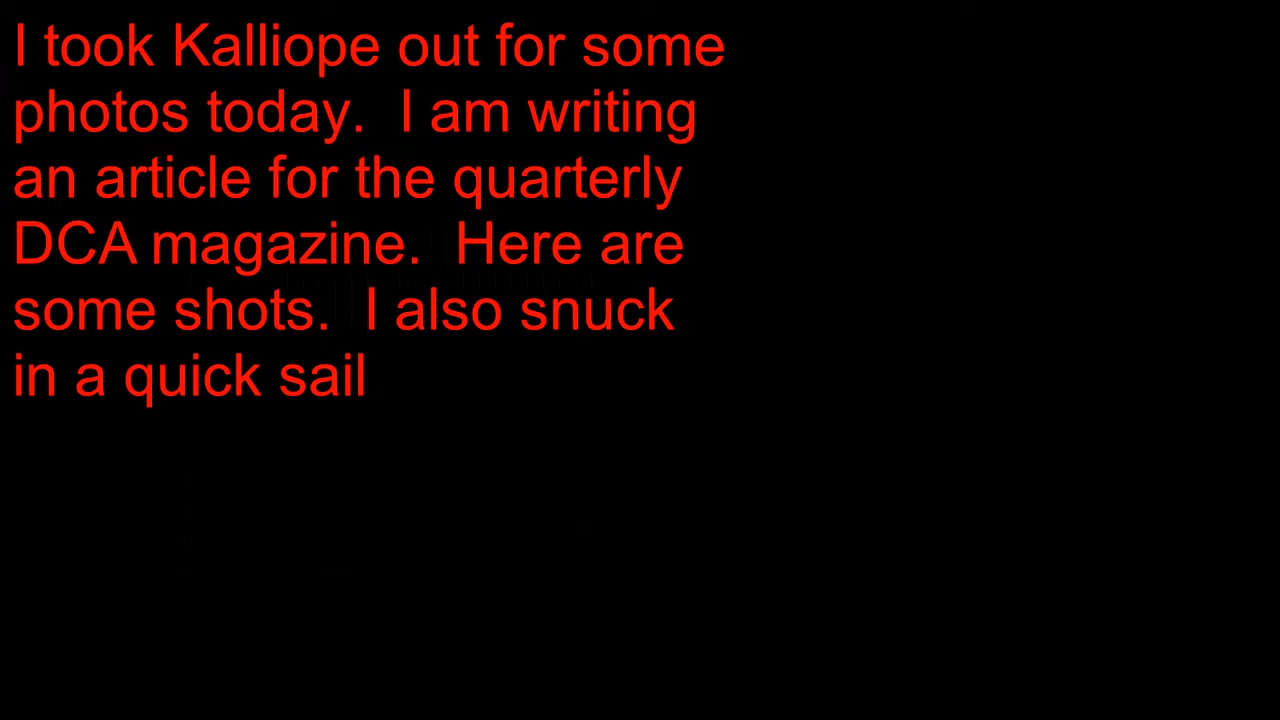 I took Kalliope out for some
photos today.  I am writing
an article for the quarterly
DCA magazine.  Here are
some shots.  I also snuck
in a quick sail